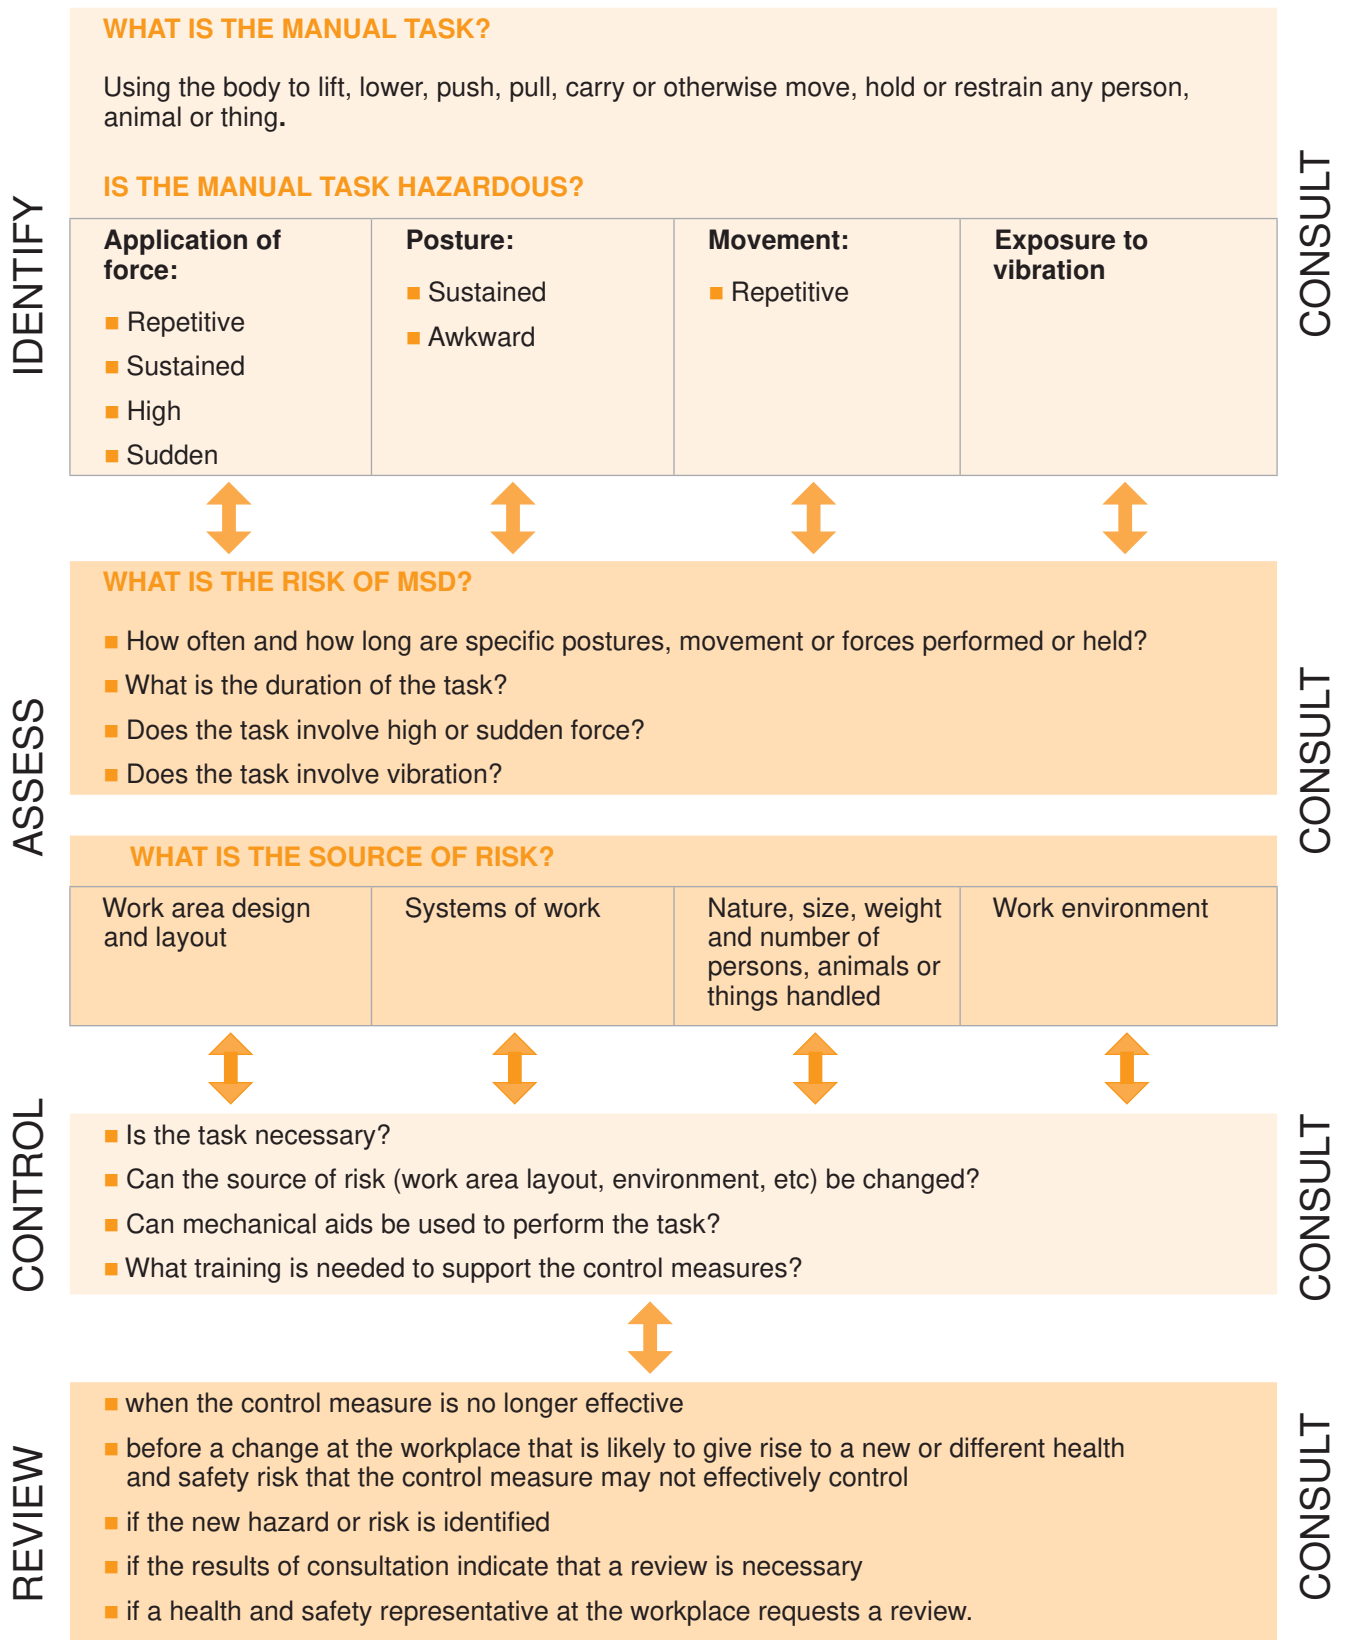 WHAT IS THE MANUAL TASK?
Using the body to lift, lower, push, pull, carry or otherwise move, hold or restrain any person,
animal or thing.
IS THE MANUAL TASK HAZARDOUS?
IDENTIFY
CONSULT
Application of
force:
Repetitive
Sustained
High
Sudden
Posture:
Sustained
Awkward
Movement:
Repetitive
Exposure to
vibration
WHAT IS THE RISK OF MSD?
How often and how long are specific postures, movement or forces performed or held?
What is the duration of the task?
Does the task involve high or sudden force?
Does the task involve vibration?
ASSESS
CONSULT
WHAT IS THE SOURCE OF RISK?
Work area design
and layout
Systems of work
Nature, size, weight
and number of
persons, animals or
things handled
Work environment
CONTROL
CONSULT
Is the task necessary?
Can the source of risk (work area layout, environment, etc) be changed?
Can mechanical aids be used to perform the task?
What training is needed to support the control measures?
REVIEW
CONSULT
when the control measure is no longer effective
before a change at the workplace that is likely to give rise to a new or different health
and safety risk that the control measure may not effectively control
if the new hazard or risk is identified
if the results of consultation indicate that a review is necessary
if a health and safety representative at the workplace requests a review.